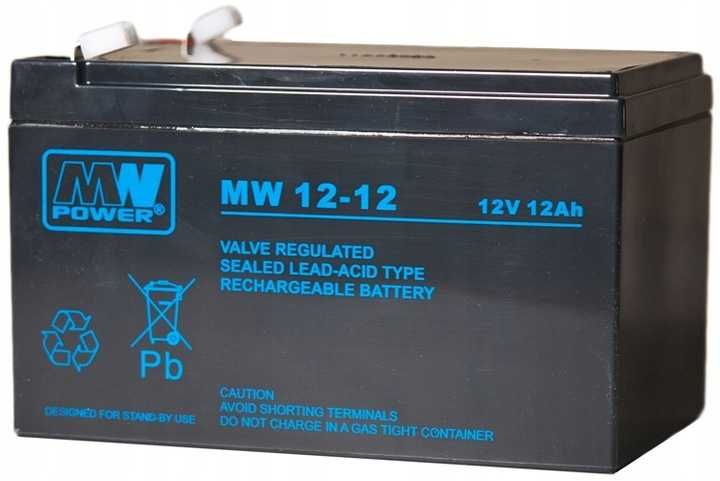 MW
POWER®
MW 12-12
12V 12Ah
VALVE REGULATED
SEALED LEAD-ACID TYPE
RECHARGEABLE BATTERY
Pb
DESIGNED FOR STAND-BY USE
CAUTION
AVOID SHORTING TERMINALS
DO NOT CHARGE IN A GAS TIGHT CONTAINER